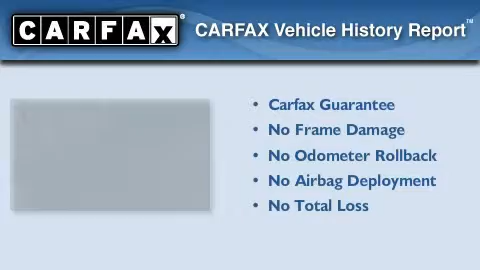 CARFAX® CARFAX Vehicle History Report™
• Carfax Guarantee
• No Frame Damage
• No Odometer Rollback
• No Airbag Deployment
• No Total Loss